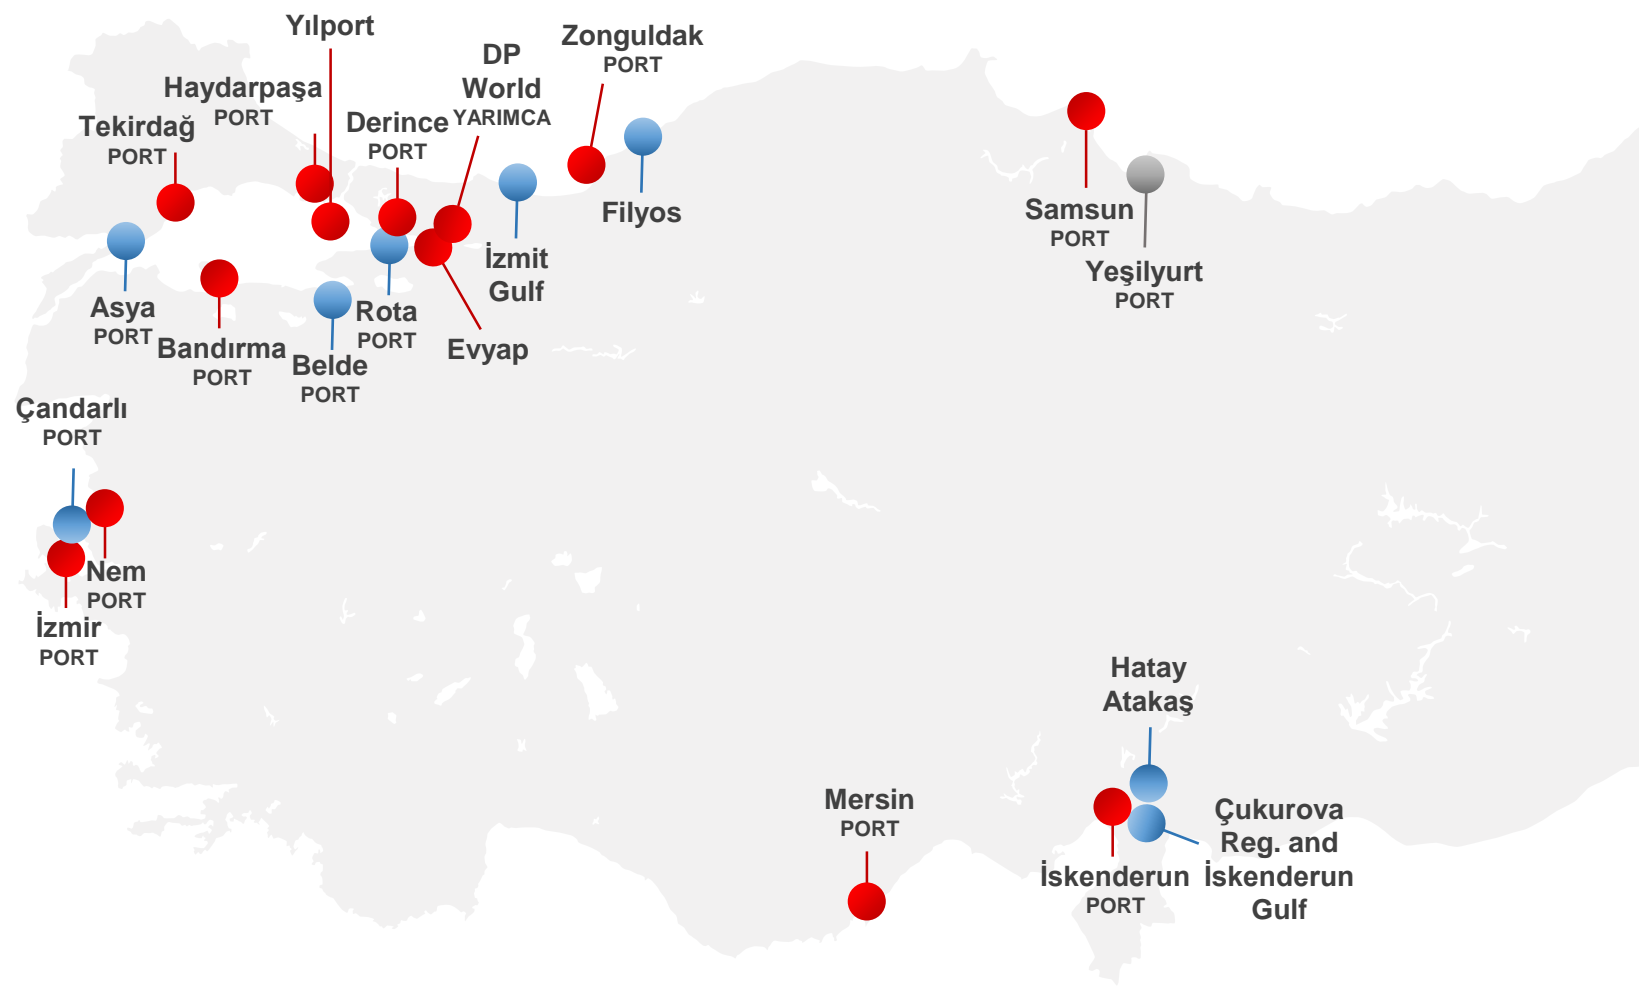 Yılport
Zonguldak
PORT
DP
World
YARIMCA
Haydarpaşa
PORT
Derince
PORT
Tekirdağ
PORT
Filyos
Samsun
PORT
İzmit
Gulf
Yeşilyurt
PORT
Asya
PORT
Rota
PORT
Bandırma
PORT
Belde
PORT
Evyap
Çandarlı
PORT
Nem
PORT
İzmir
PORT
Hatay
Atakaş
Mersin
PORT
Çukurova
Reg. and
İskenderun
Gulf
İskenderun
PORT